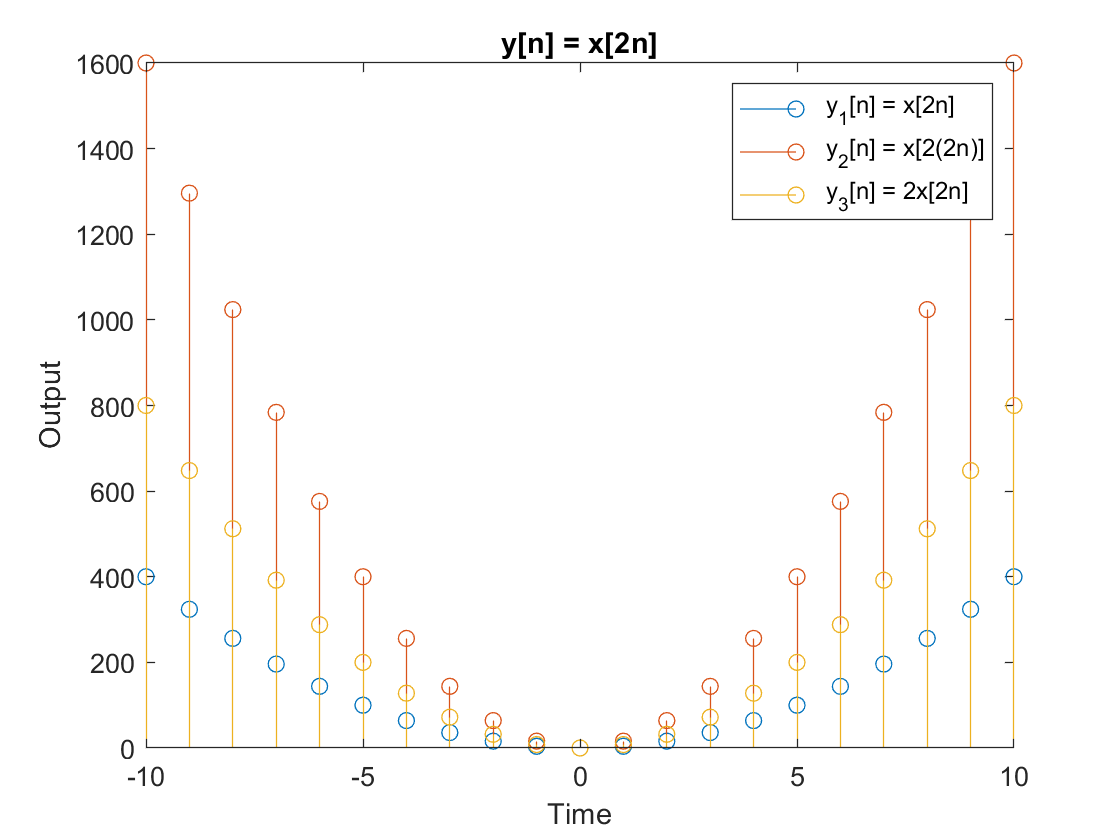 y[n] = x[2n]
1600
1400
1200
1000
800
600
400
200
0
Output
y₁[n] = x[2n]
y₂[n] = x[2(2n)]
y₃[n] = 2x[2n]
-10 -5 0 5 10
Time